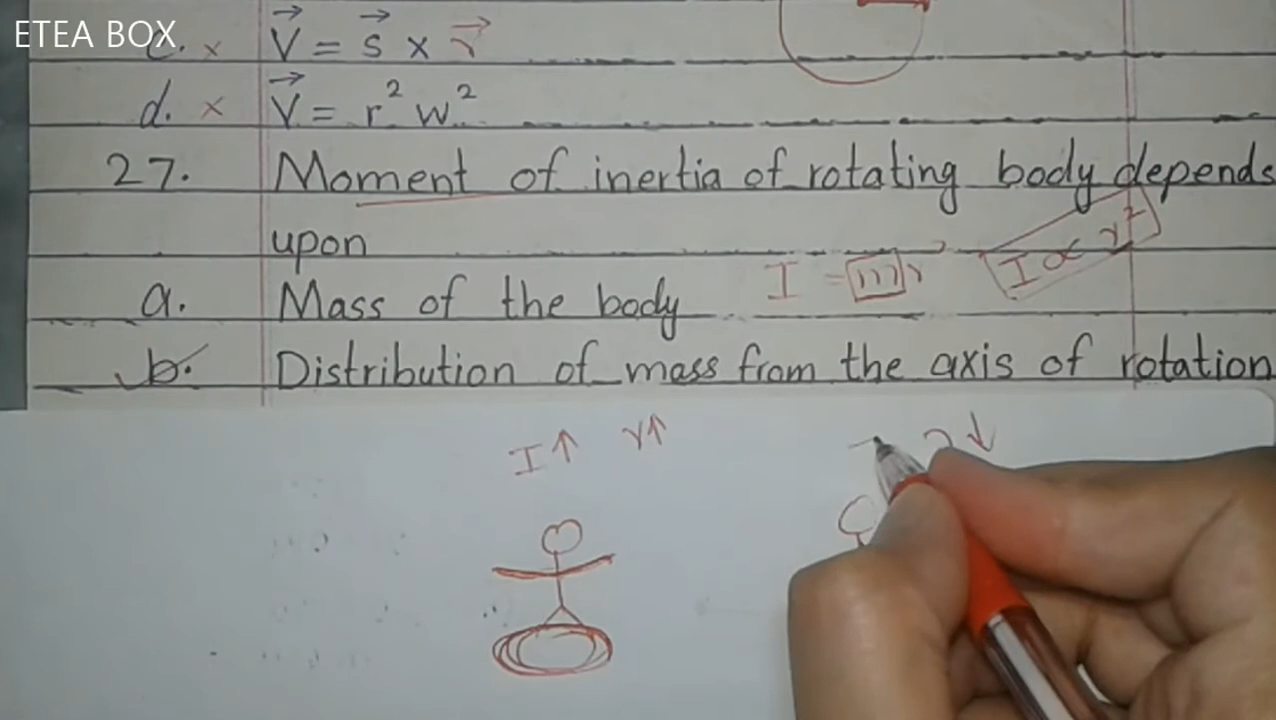 ETEA BOX
c. × V⃗ = s⃗ × r⃗
d. × V⃗ = r² w²
27. Moment of inertia of rotating body depends
upon
I ∝ r²
a. Mass of the body I = m r²
b. Distribution of mass from the axis of rotation
I↑ r↑ r↓